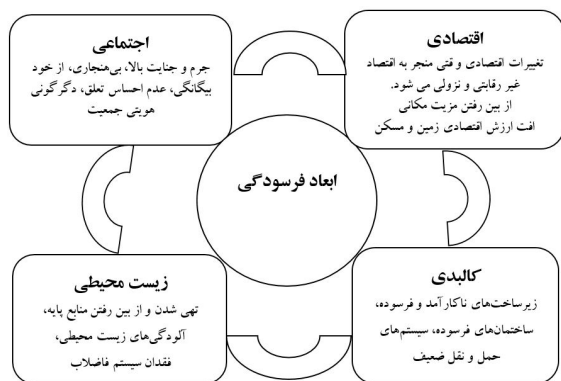 اقتصادی
تغییرات اقتصادی و قتی منجر به اقتصاد
غیر رقابتی و نزولی می شود.
از بین رفتن مزیت مکانی
افت ارزش اقتصادی زمین و مسکن
اجتماعی
جرم و جنایت بالا، بی‌هنجاری، از خود
بیگانگی، عدم احساس تعلق، دگرگونی
هویتی جمعیت
ابعاد فرسودگی
کالبدی
زیرساخت‌های ناکارآمد و فرسوده،
ساختمان‌های فرسوده، سیستم‌های
حمل و نقل ضعیف
زیست محیطی
تهی شدن و از بین رفتن منابع پایه،
آلودگی‌های زیست محیطی،
فقدان سیستم فاضلاب